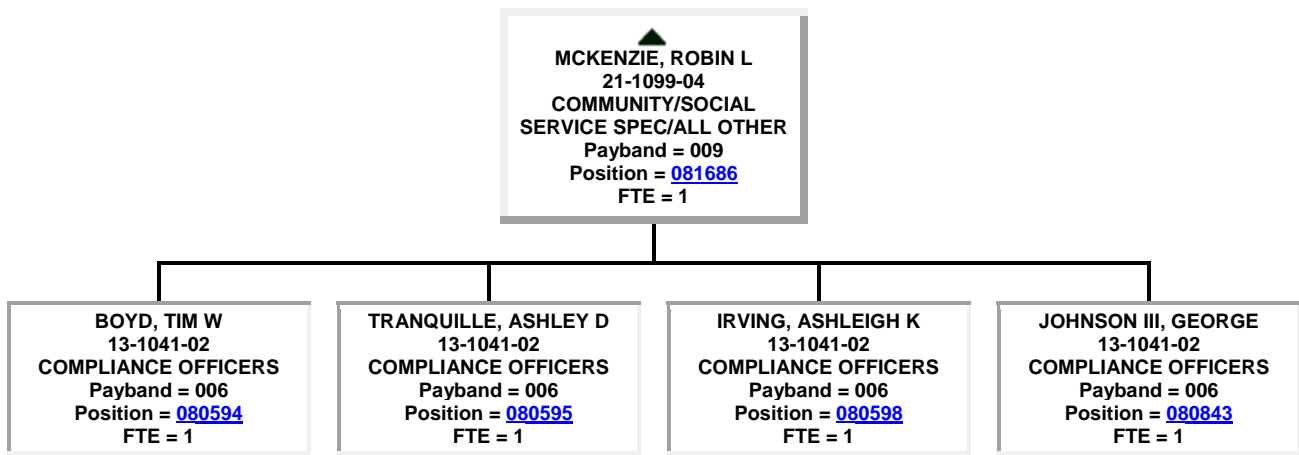 MCKENZIE, ROBIN L
21-1099-04
COMMUNITY/SOCIAL
SERVICE SPEC/ALL OTHER
Payband = 009
Position = 081686
FTE = 1
BOYD, TIM W
13-1041-02
COMPLIANCE OFFICERS
Payband = 006
Position = 080594
FTE = 1
TRANQUILLE, ASHLEY D
13-1041-02
COMPLIANCE OFFICERS
Payband = 006
Position = 080595
FTE = 1
IRVING, ASHLEIGH K
13-1041-02
COMPLIANCE OFFICERS
Payband = 006
Position = 080598
FTE = 1
JOHNSON III, GEORGE
13-1041-02
COMPLIANCE OFFICERS
Payband = 006
Position = 080843
FTE = 1